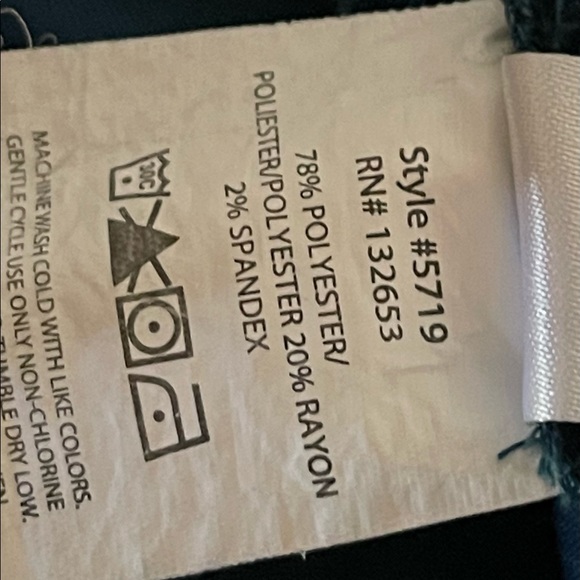 Style #5719
RN# 132653
78% POLYESTER/
POLIESTER/POLYESTER 20% RAYON
2% SPANDEX
30C
MACHINE WASH COLD WITH LIKE COLORS.
GENTLE CYCLE USE ONLY NON-CHLORINE
TUMBLE DRY LOW.